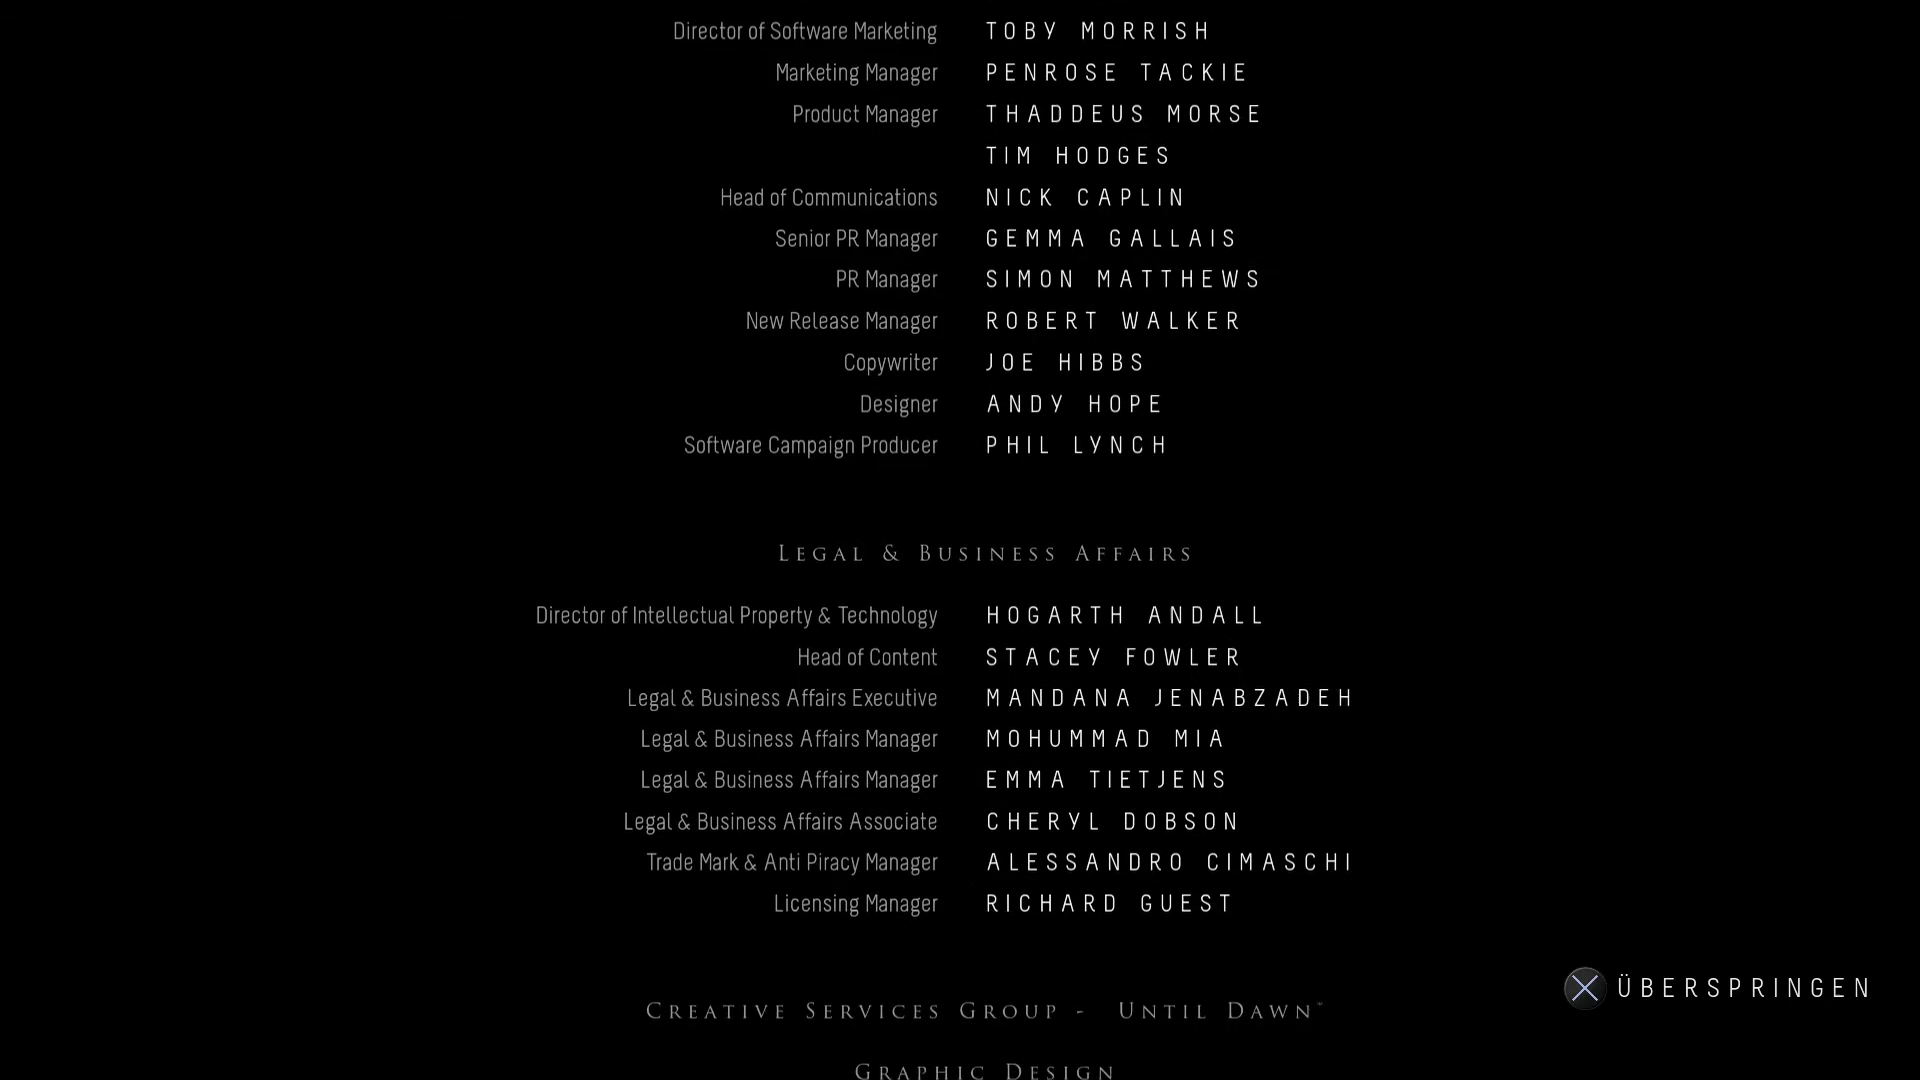 Director of Software Marketing TOBY MORRISH
Marketing Manager PENROSE TACKIE
Product Manager THADDEUS MORSE
TIM HODGES
Head of Communications NICK CAPLIN
Senior PR Manager GEMMA GALLAIS
PR Manager SIMON MATTHEWS
New Release Manager ROBERT WALKER
Copywriter JOE HIBBS
Designer ANDY HOPE
Software Campaign Producer PHIL LYNCH
LEGAL & BUSINESS AFFAIRS
Director of Intellectual Property & Technology HOGARTH ANDALL
Head of Content STACEY FOWLER
Legal & Business Affairs Executive MANDANA JENABZADEH
Legal & Business Affairs Manager MOHUMMAD MIA
Legal & Business Affairs Manager EMMA TIETJENS
Legal & Business Affairs Associate CHERYL DOBSON
Trade Mark & Anti Piracy Manager ALESSANDRO CIMASCHI
Licensing Manager RICHARD GUEST
ÜBERSPRINGEN
CREATIVE SERVICES GROUP - UNTIL DAWN™
GRAPHIC DESIGN